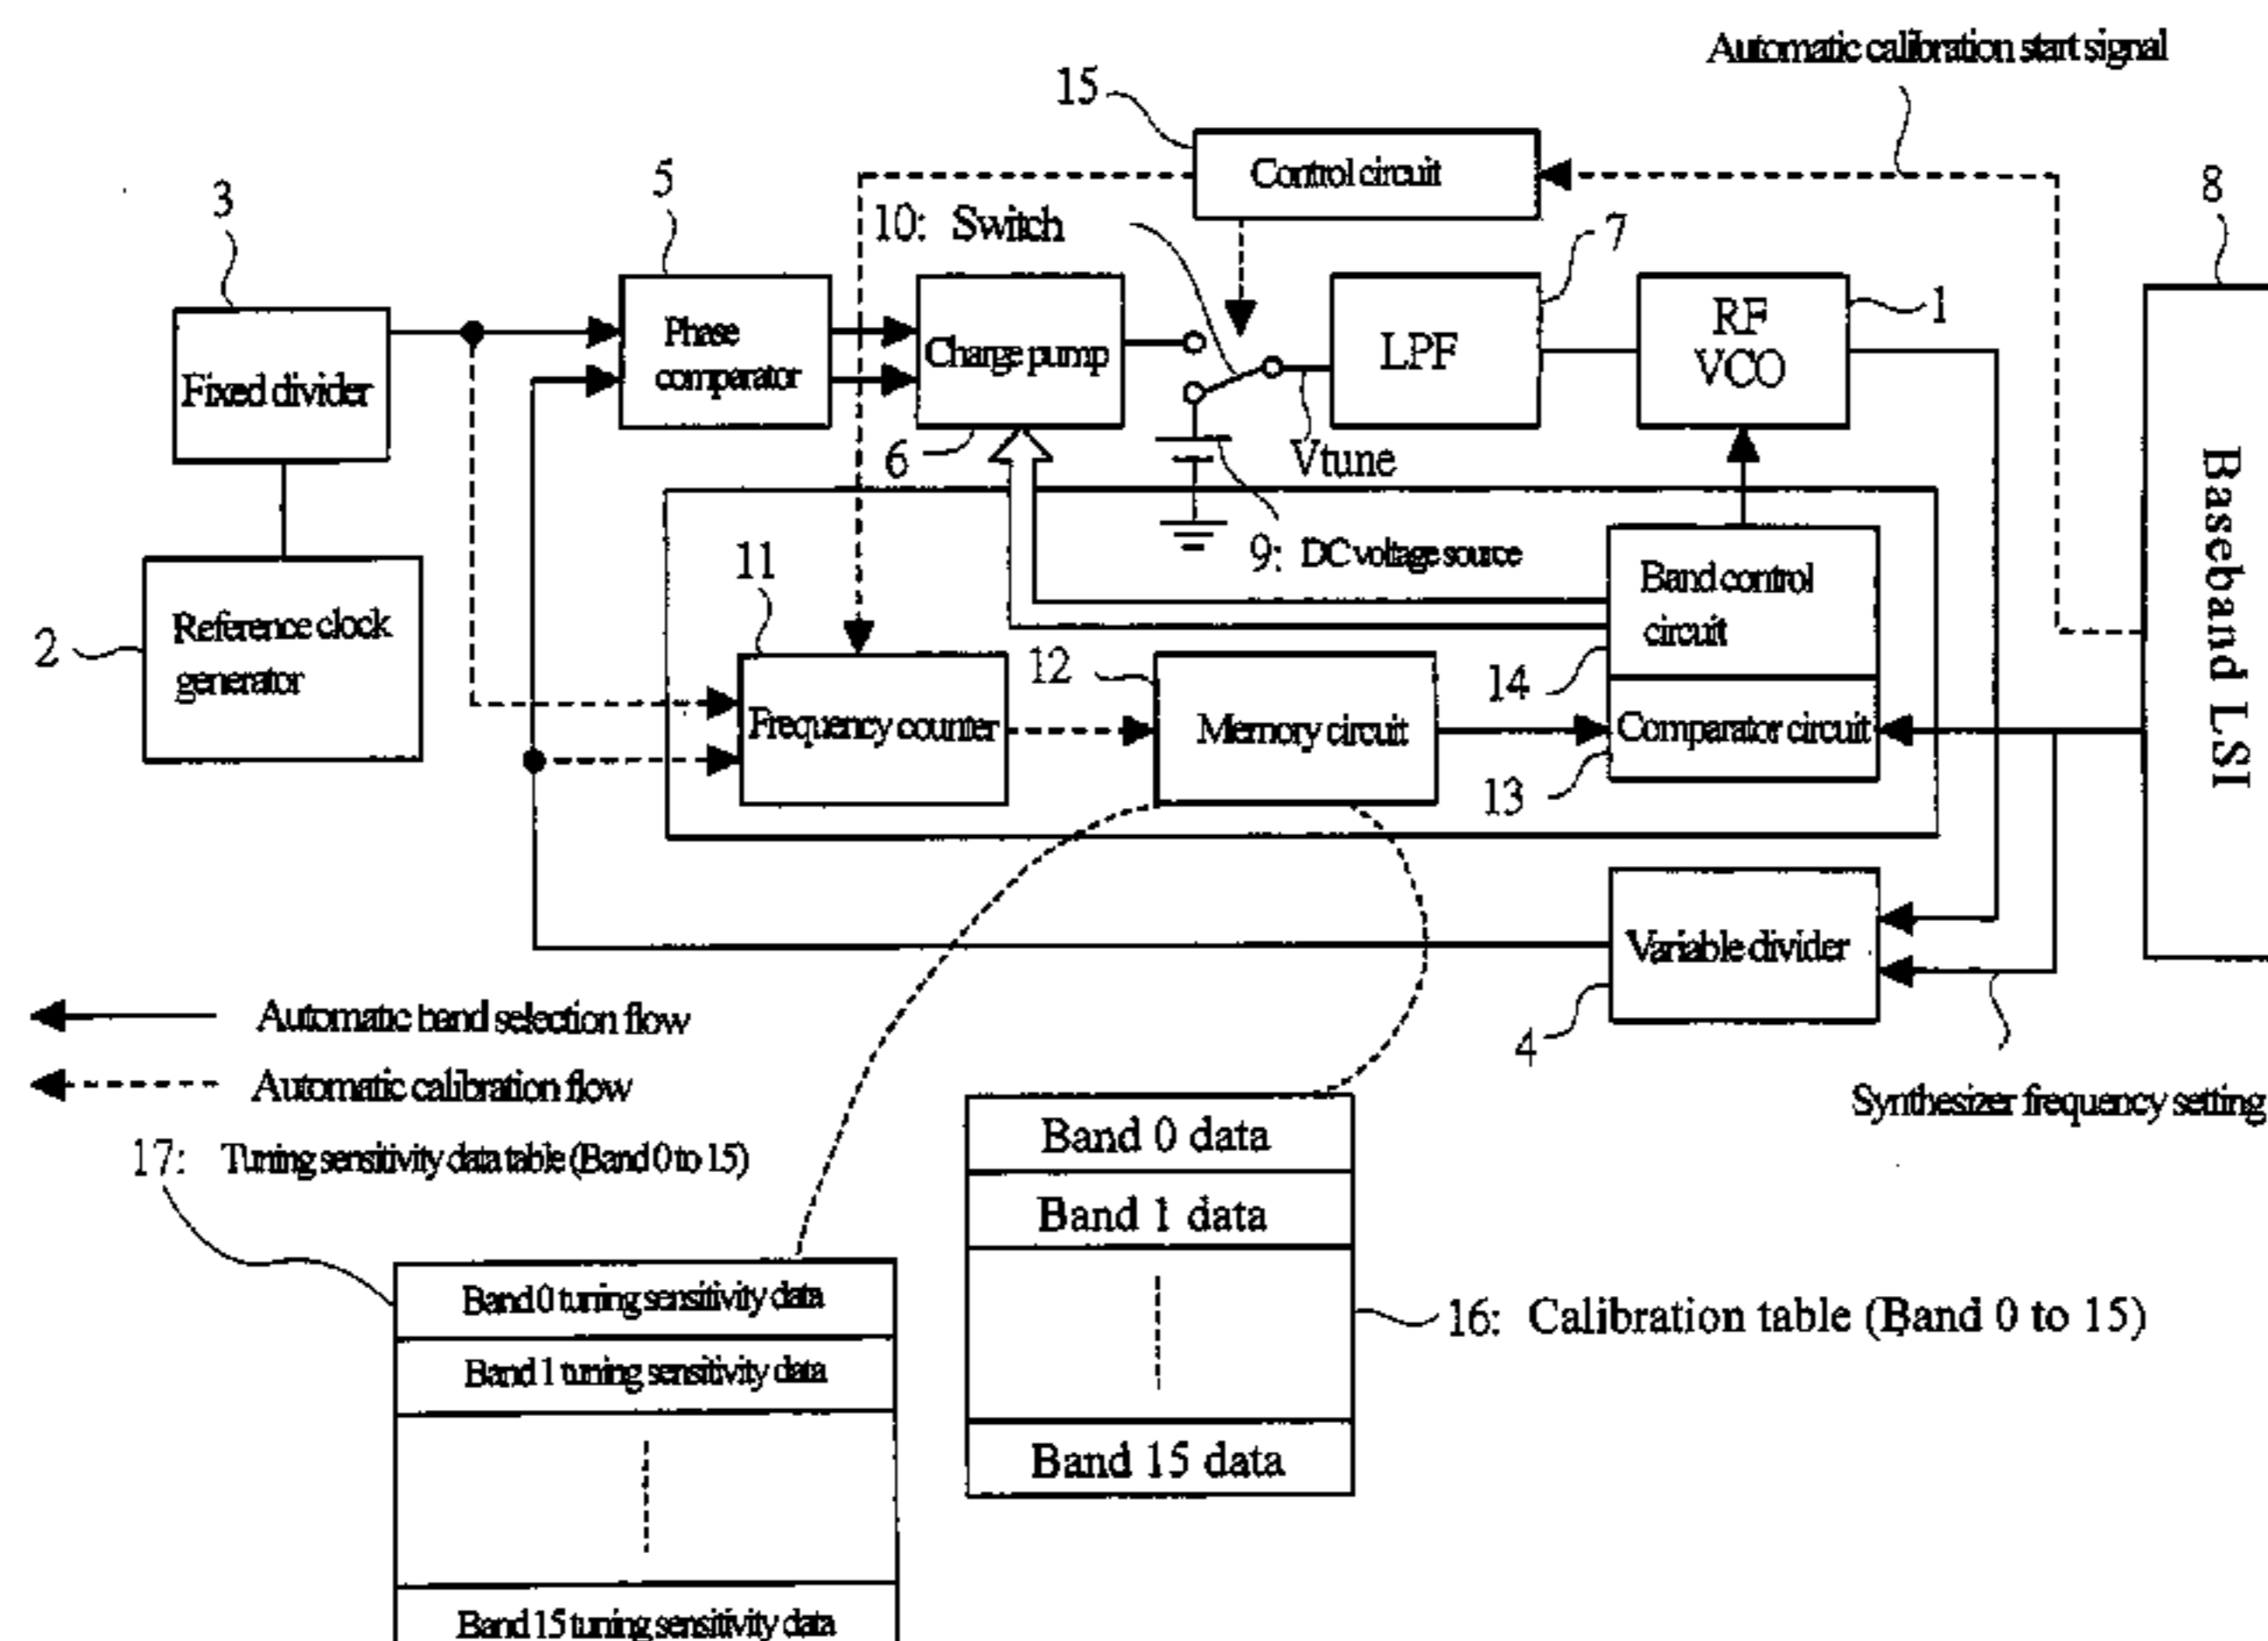 Automatic calibration start signal
15
Control circuit
8
3
5
10: Switch
7
1
Fixed divider
Phase
comparator
Charge pump
LPF
RF
VCO
6
Vtune
Baseband LSI
9: DC voltage source
11
Band control
circuit
2
Reference clock
generator
12
14
Frequency counter
Memory circuit
Comparator circuit
13
Variable divider
4
Automatic band selection flow
Automatic calibration flow
Synthesizer frequency setting
17: Tuning sensitivity data table (Band 0 to 15)
Band 0 data
Band 1 data
Band 15 data
16: Calibration table (Band 0 to 15)
Band 0 tuning sensitivity data
Band 1 tuning sensitivity data
Band 15 tuning sensitivity data